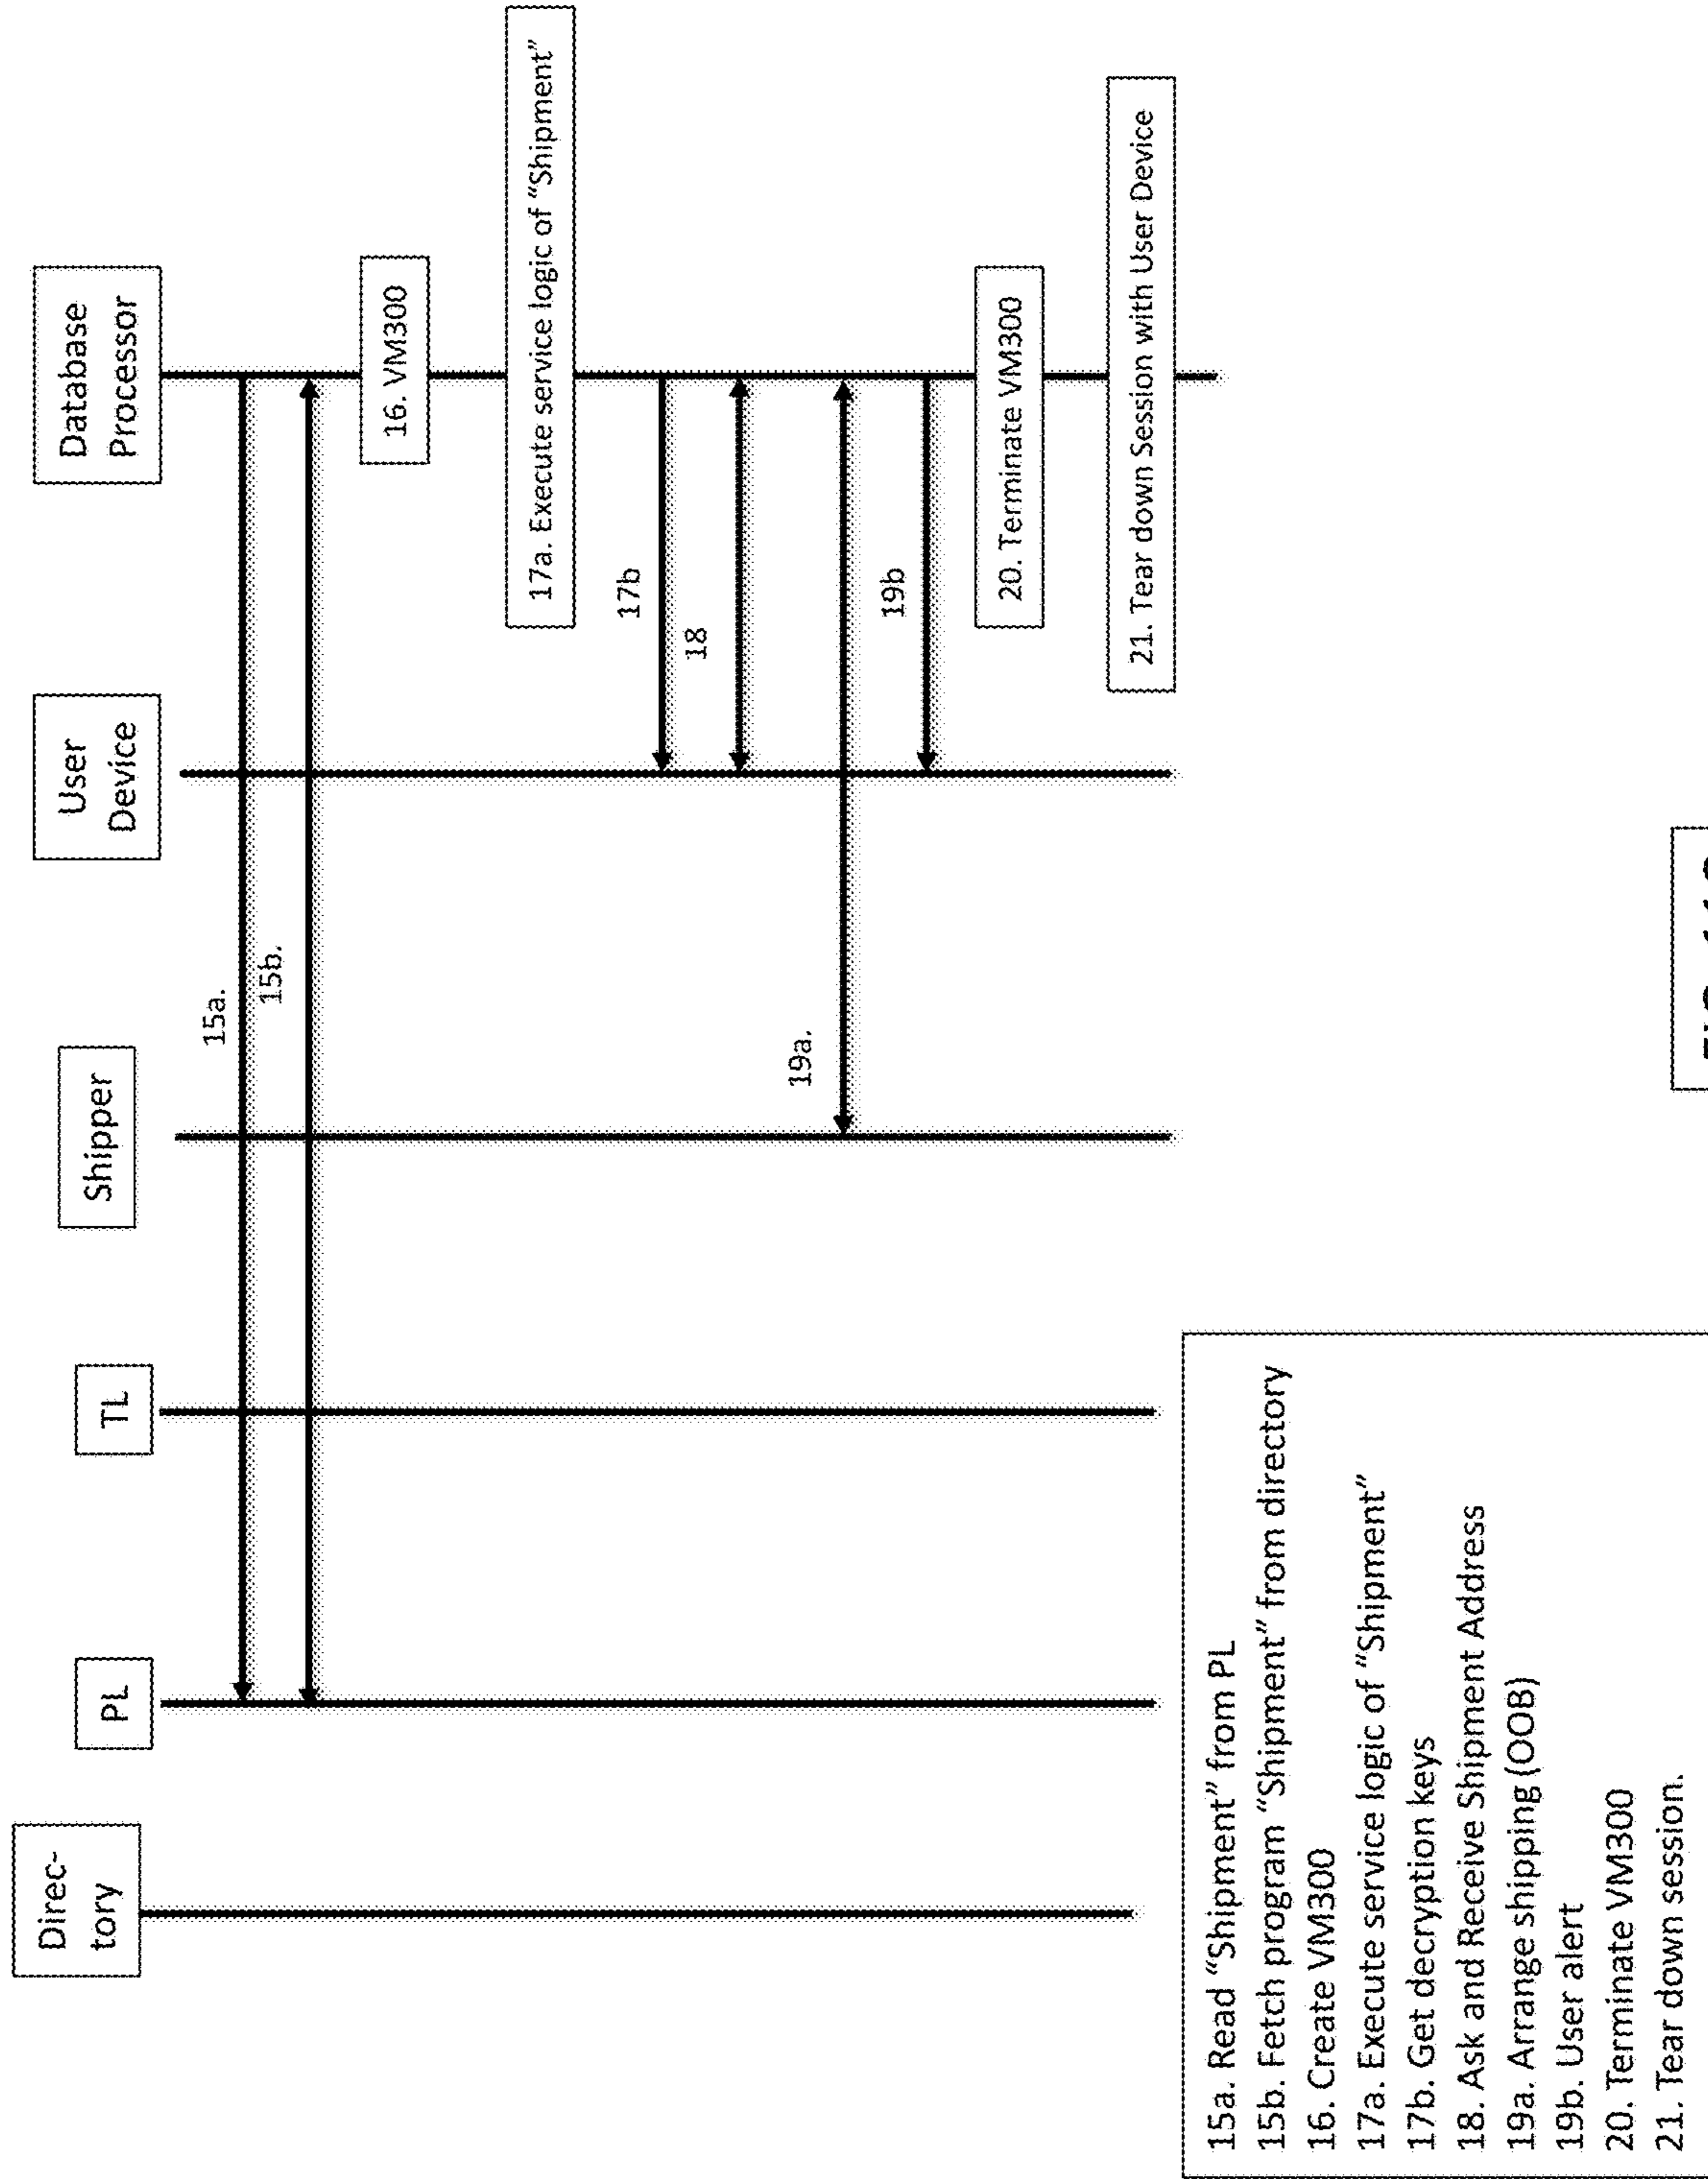 Direc-
tory
PL
TL
Shipper
User
Device
Database
Processor
15a.
15b.
16. VM300
17a. Execute service logic of “Shipment”
17b
18
19a.
19b
20. Terminate VM300
21. Tear down Session with User Device
15a. Read “Shipment” from PL
15b. Fetch program “Shipment” from directory
16. Create VM300
17a. Execute service logic of “Shipment”
17b. Get decryption keys
18. Ask and Receive Shipment Address
19a. Arrange shipping (OOB)
19b. User alert
20. Terminate VM300
21. Tear down session.